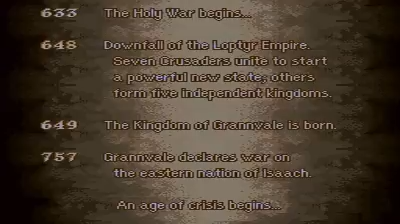 633 The Holy War begins...
648 Downfall of the Loptyr Empire.
Seven Crusaders unite to start
a powerful new state; others
form five independent kingdoms.
649 The Kingdom of Grannvale is born.
757 Grannvale declares war on
the eastern nation of Isaach.
An age of crisis begins...